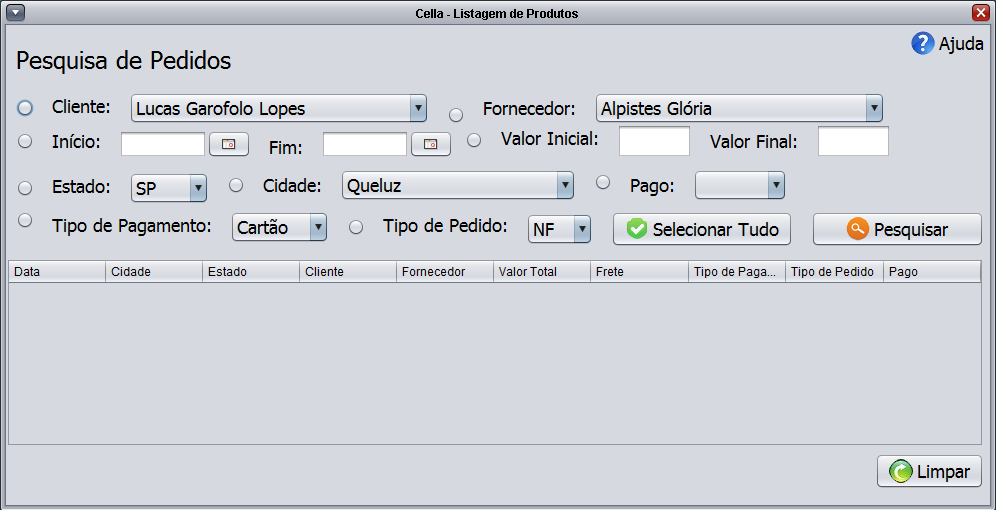 Cella - Listagem de Produtos
Ajuda
Pesquisa de Pedidos
Cliente: Lucas Garofolo Lopes Fornecedor: Alpistes Glória
Início: Fim: Valor Inicial: Valor Final:
Estado: SP Cidade: Queluz Pago:
Tipo de Pagamento: Cartão Tipo de Pedido: NF Selecionar Tudo Pesquisar
Data Cidade Estado Cliente Fornecedor Valor Total Frete Tipo de Paga... Tipo de Pedido Pago
Limpar